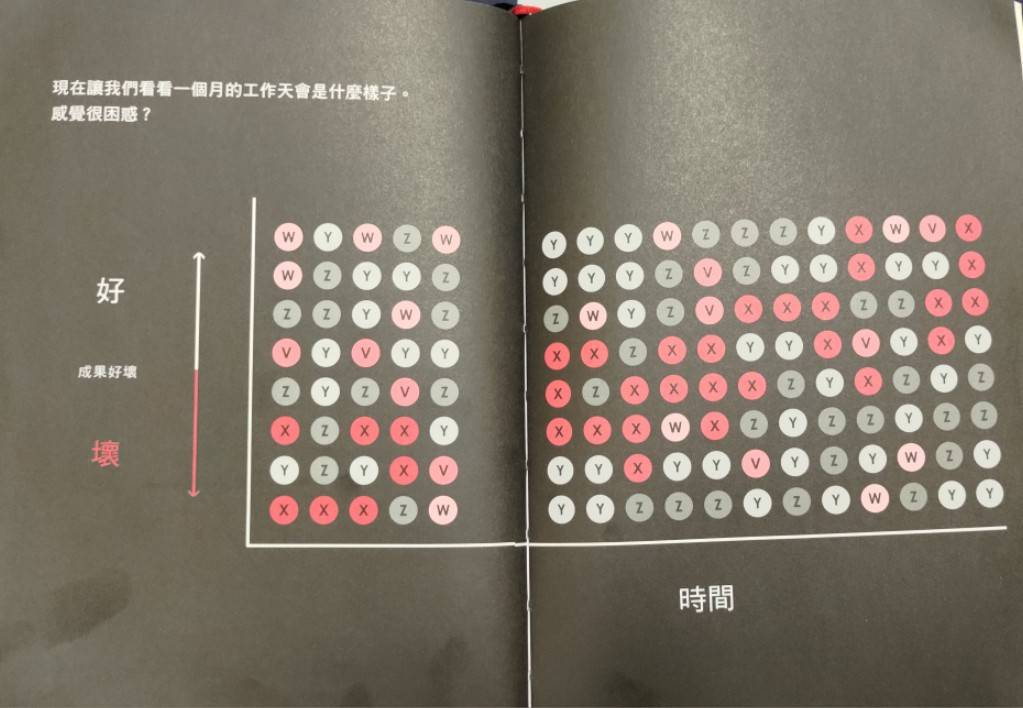 現在讓我們看看一個月的工作天會是什麼樣子。
感覺很困惑？
W Y W Z W Y Y Y W Z Z Z Y X W V X
W Z Y Y Z Y Y Y Z V Z Y Y X Y Y X
好
Z Z Y W Z Z W Y Z V X X X Z Z X X
V Y V Y Y X X Z X X Y Y X V Y X Y
成果好壞
Z Y Z V Z X Z X X X X Z Y X Z Y Z
X Z X X Y X X X W X Z Y Z Z Y Z Z
壞
Y Z Y X V Y Y X Y Y V Y Z Y W Z Y
X X X Z W Y Y Z Z Z Y Z Y W Z Y Y
時間